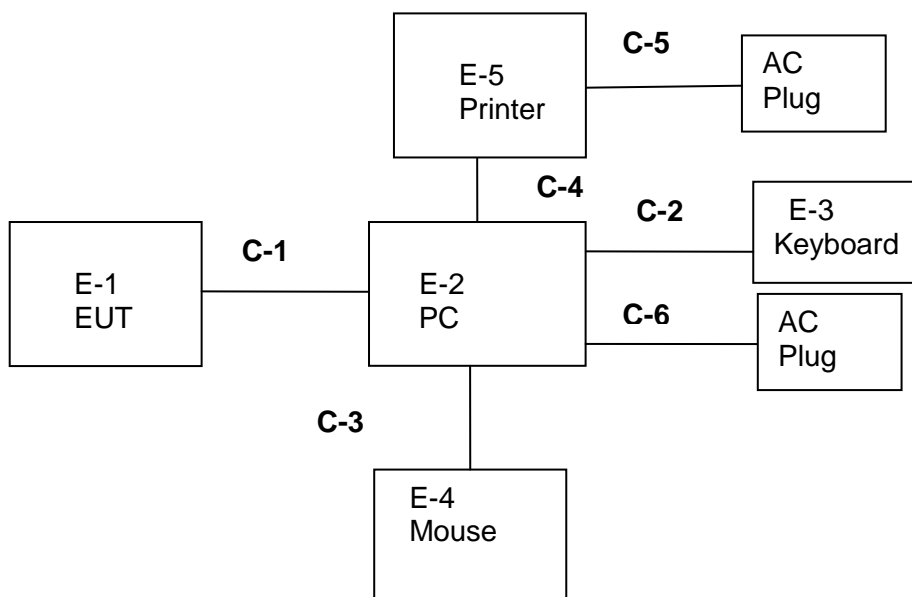 C-5
E-5
Printer
AC
Plug
C-4
C-2
E-3
Keyboard
C-1
E-1
EUT
E-2
PC
C-6
AC
Plug
C-3
E-4
Mouse